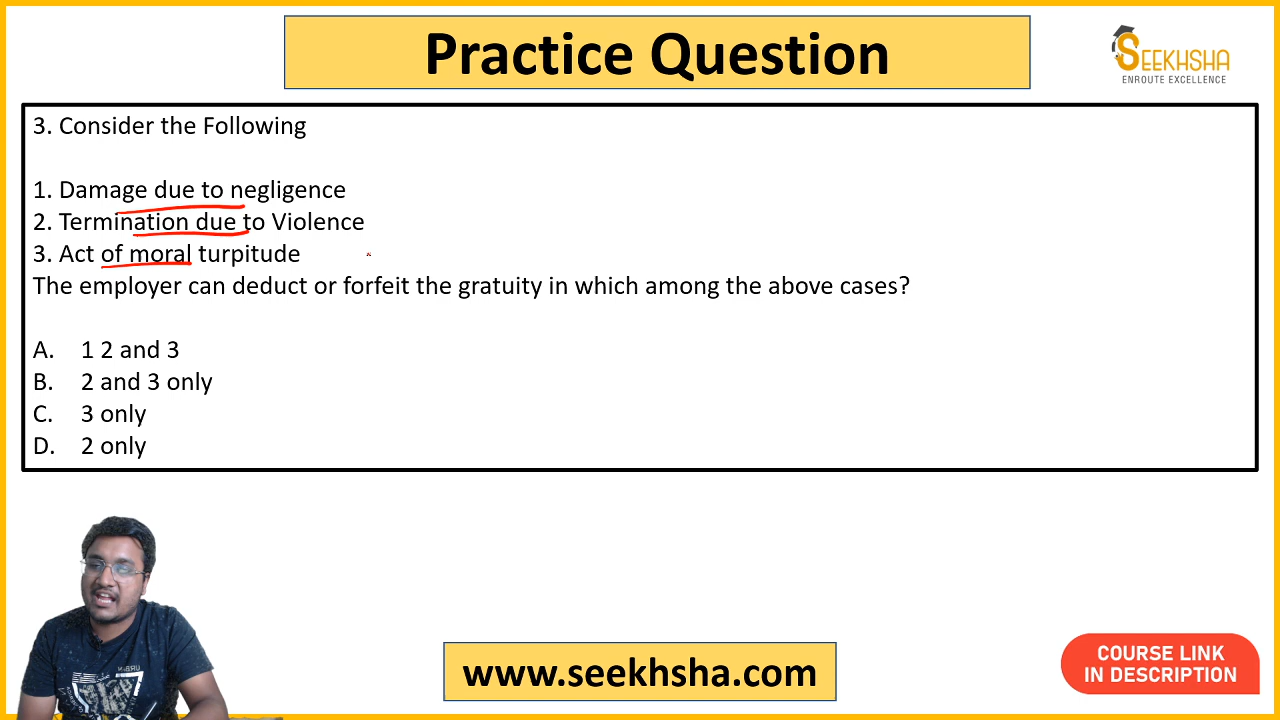 Practice Question
SEEKHSHA
ENROUTE EXCELLENCE
3. Consider the Following
1. Damage due to negligence
2. Termination due to Violence
3. Act of moral turpitude
The employer can deduct or forfeit the gratuity in which among the above cases?
A. 1 2 and 3
B. 2 and 3 only
C. 3 only
D. 2 only
www.seekhsha.com
COURSE LINK
IN DESCRIPTION